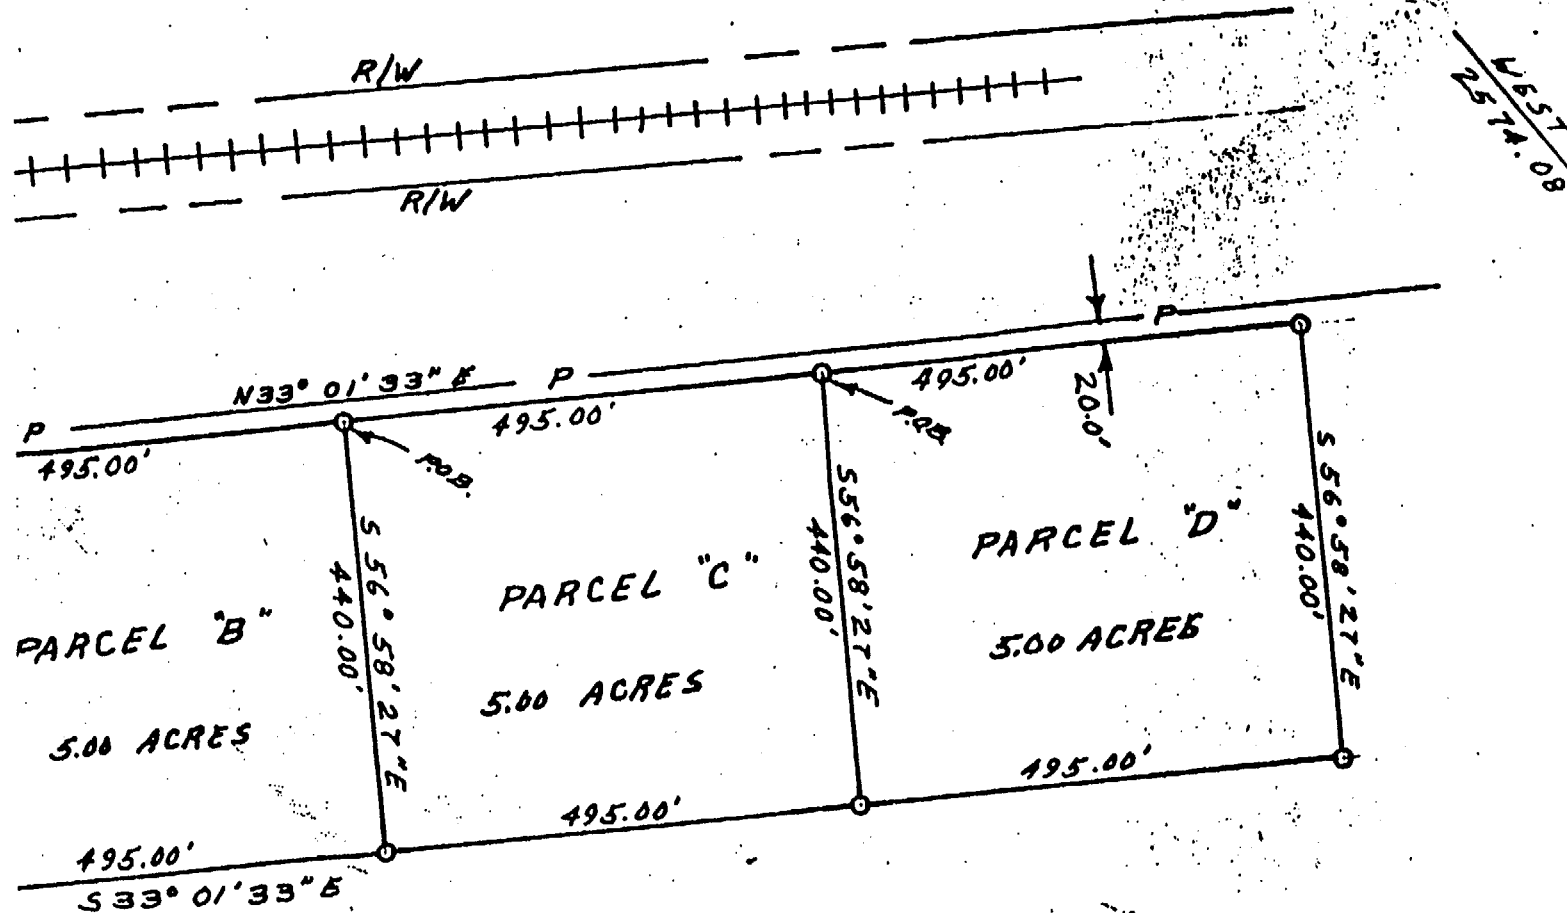 R/W
R/W
WEST
2574.08
P
N33° 01' 33" E
P
P
495.00'
495.00'
495.00'
20.0'
P.O.B.
P.O.B.
S 56° 58' 27" E
440.00'
S 56° 58' 27" E
440.00'
S 56° 58' 27" E
440.00'
PARCEL "B"
5.00 ACRES
PARCEL "C"
5.00 ACRES
PARCEL "D"
5.00 ACRES
495.00'
495.00'
495.00'
S 33° 01' 33" E